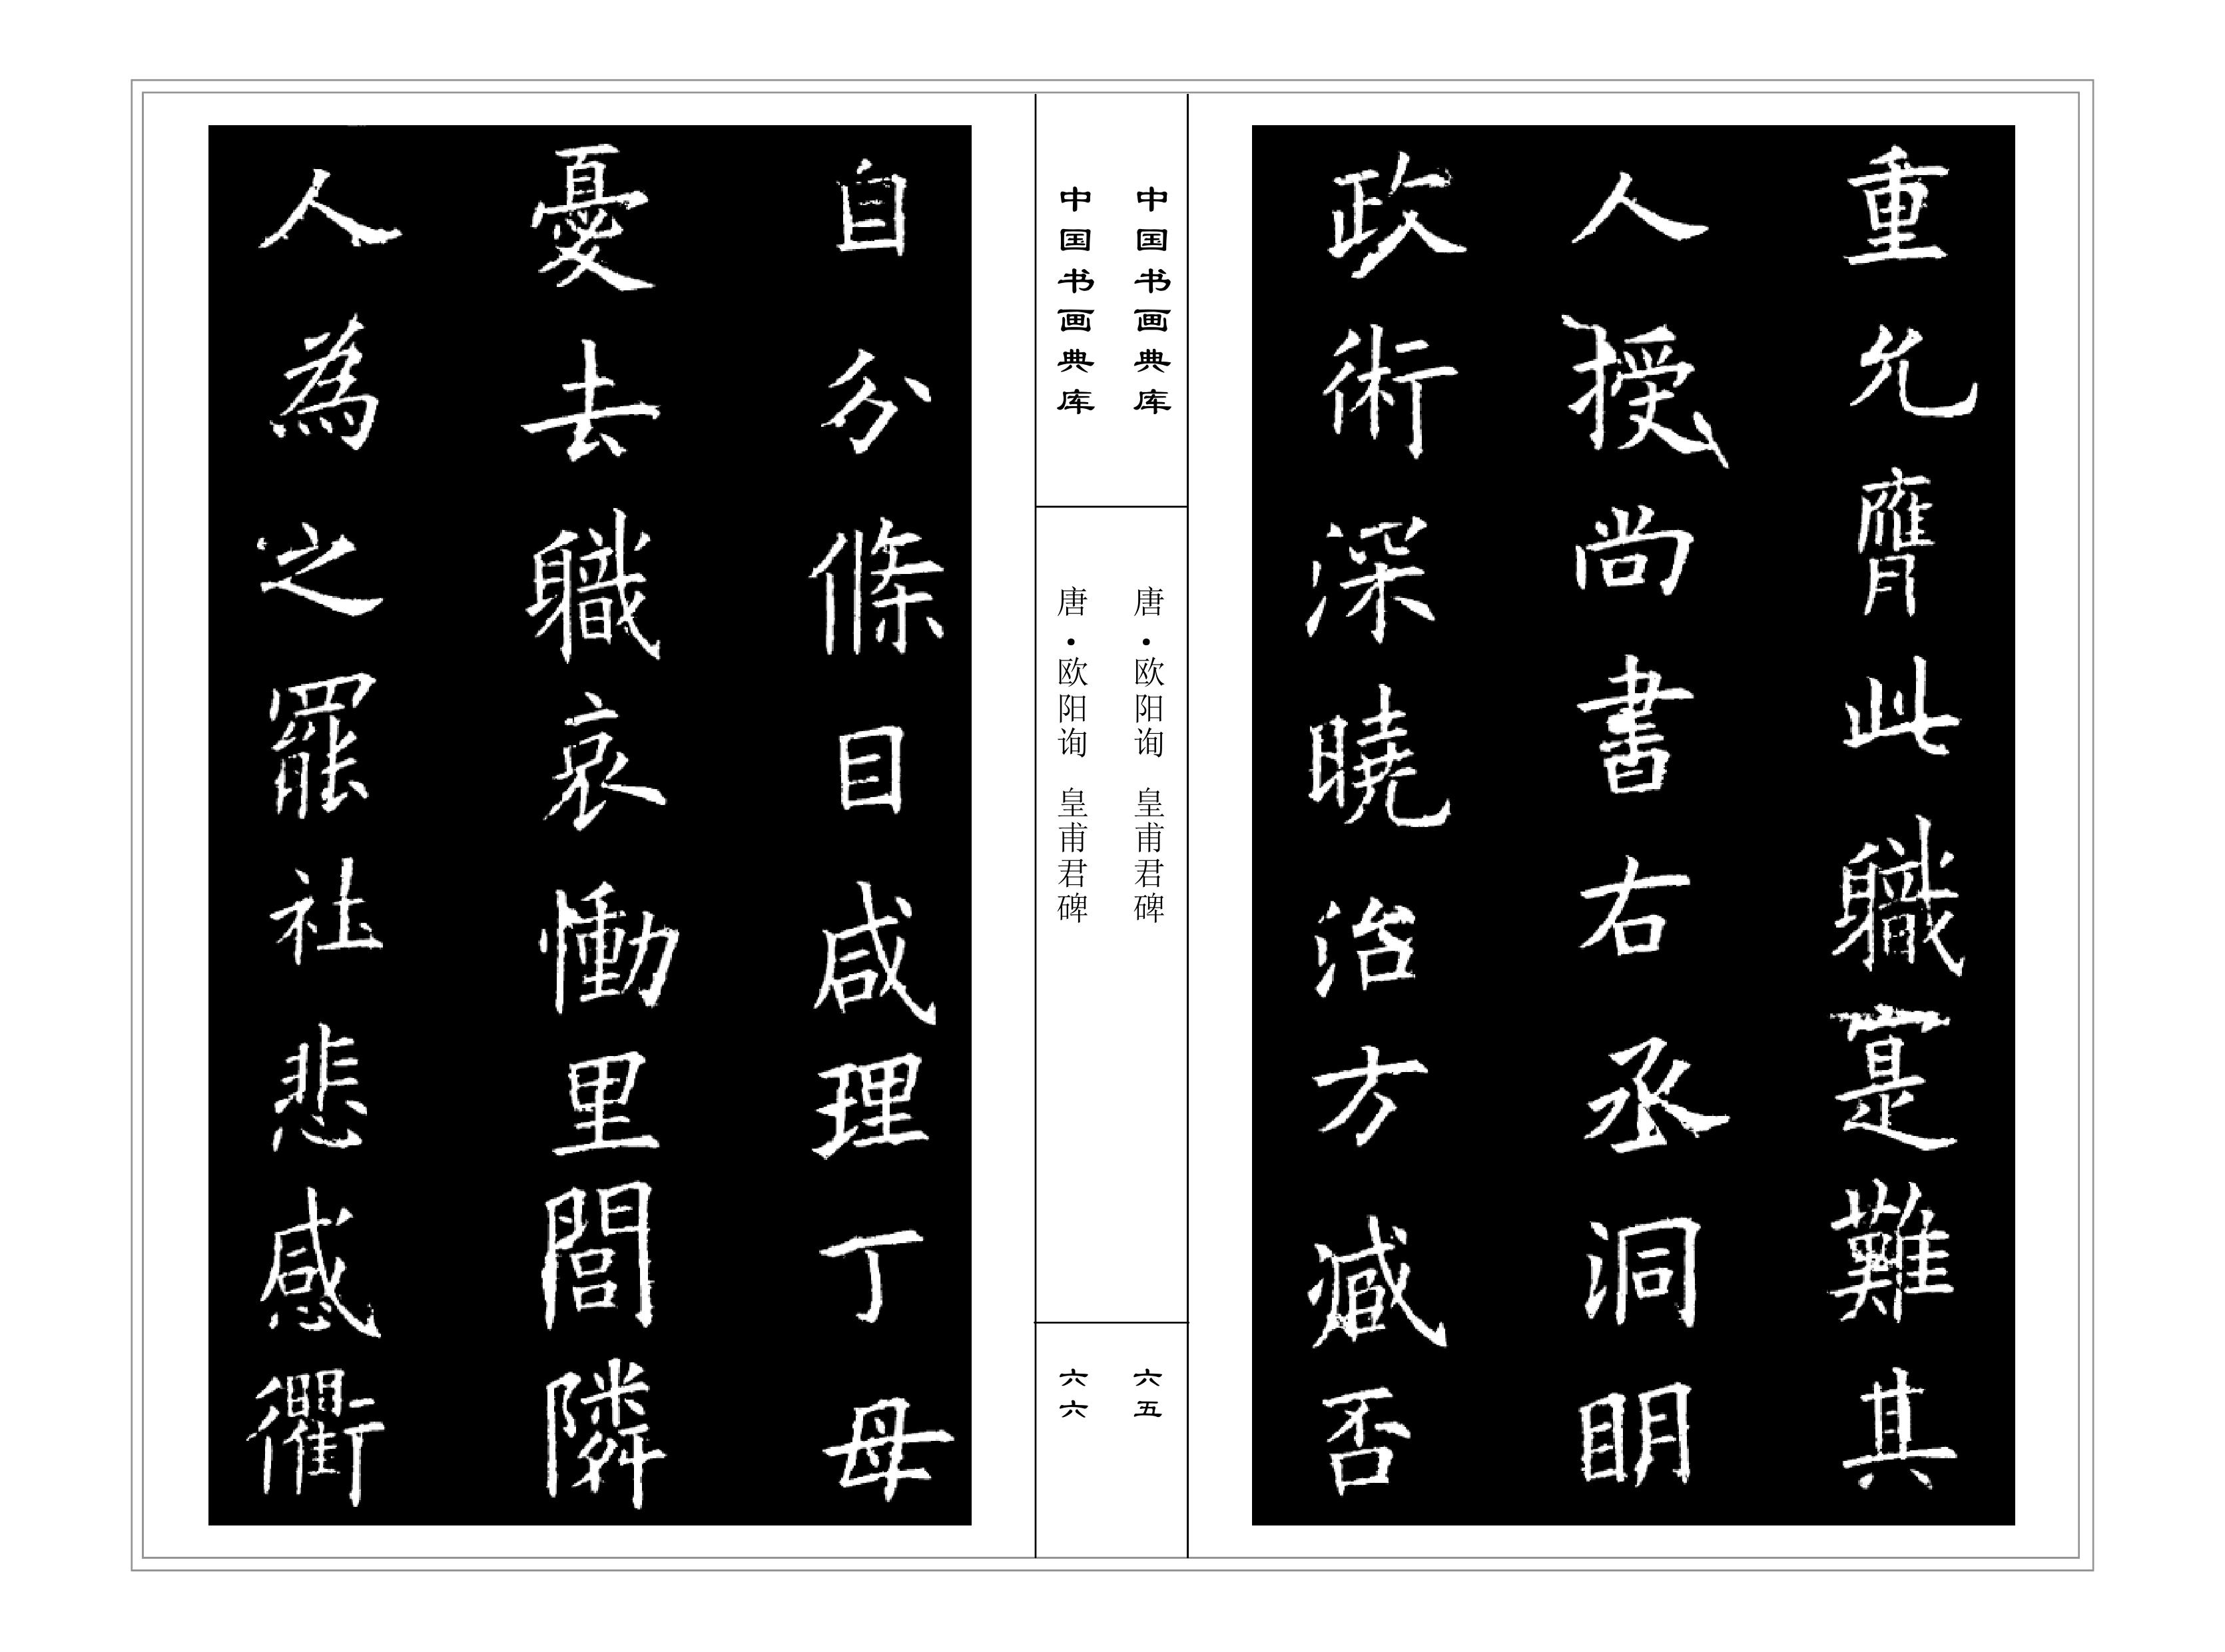 重允膺此職寔難其
人授尚書右丞洞明
政術深曉治方臧否
自分條目咸理丁母
憂去職哀慟里閭隣
人為之罷社悲感衢
中国书画典库
唐·欧阳询 皇甫君碑
六五
中国书画典库
唐·欧阳询 皇甫君碑
六六